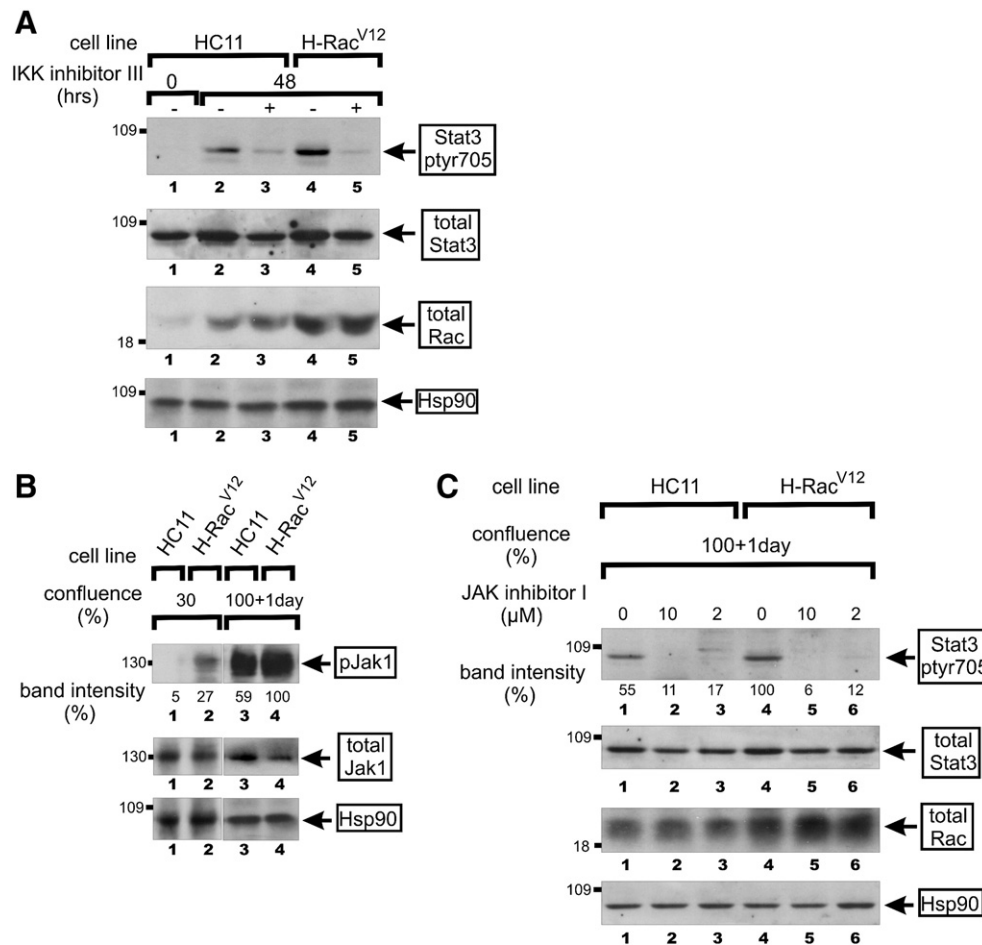 A
cell line
HC11
H-Rac^V12
IKK inhibitor III
(hrs)
0
48
- - + - +
109
Stat3
ptyr705
1 2 3 4 5
109
total
Stat3
1 2 3 4 5
total
Rac
18
1 2 3 4 5
109
Hsp90
1 2 3 4 5
B
cell line
HC11
H-Rac^V12
HC11
H-Rac^V12
confluence
(%)
30
100+1day
130
pJak1
band intensity
(%)
5 27 59 100
1 2 3 4
130
total
Jak1
1 2 3 4
109
Hsp90
1 2 3 4
C
cell line
HC11
H-Rac^V12
confluence
(%)
100+1day
JAK inhibitor I
(µM)
0 10 2 0 10 2
109
Stat3
ptyr705
band intensity
(%)
55 11 17 100 6 12
1 2 3 4 5 6
109
total
Stat3
1 2 3 4 5 6
total
Rac
18
1 2 3 4 5 6
109
Hsp90
1 2 3 4 5 6